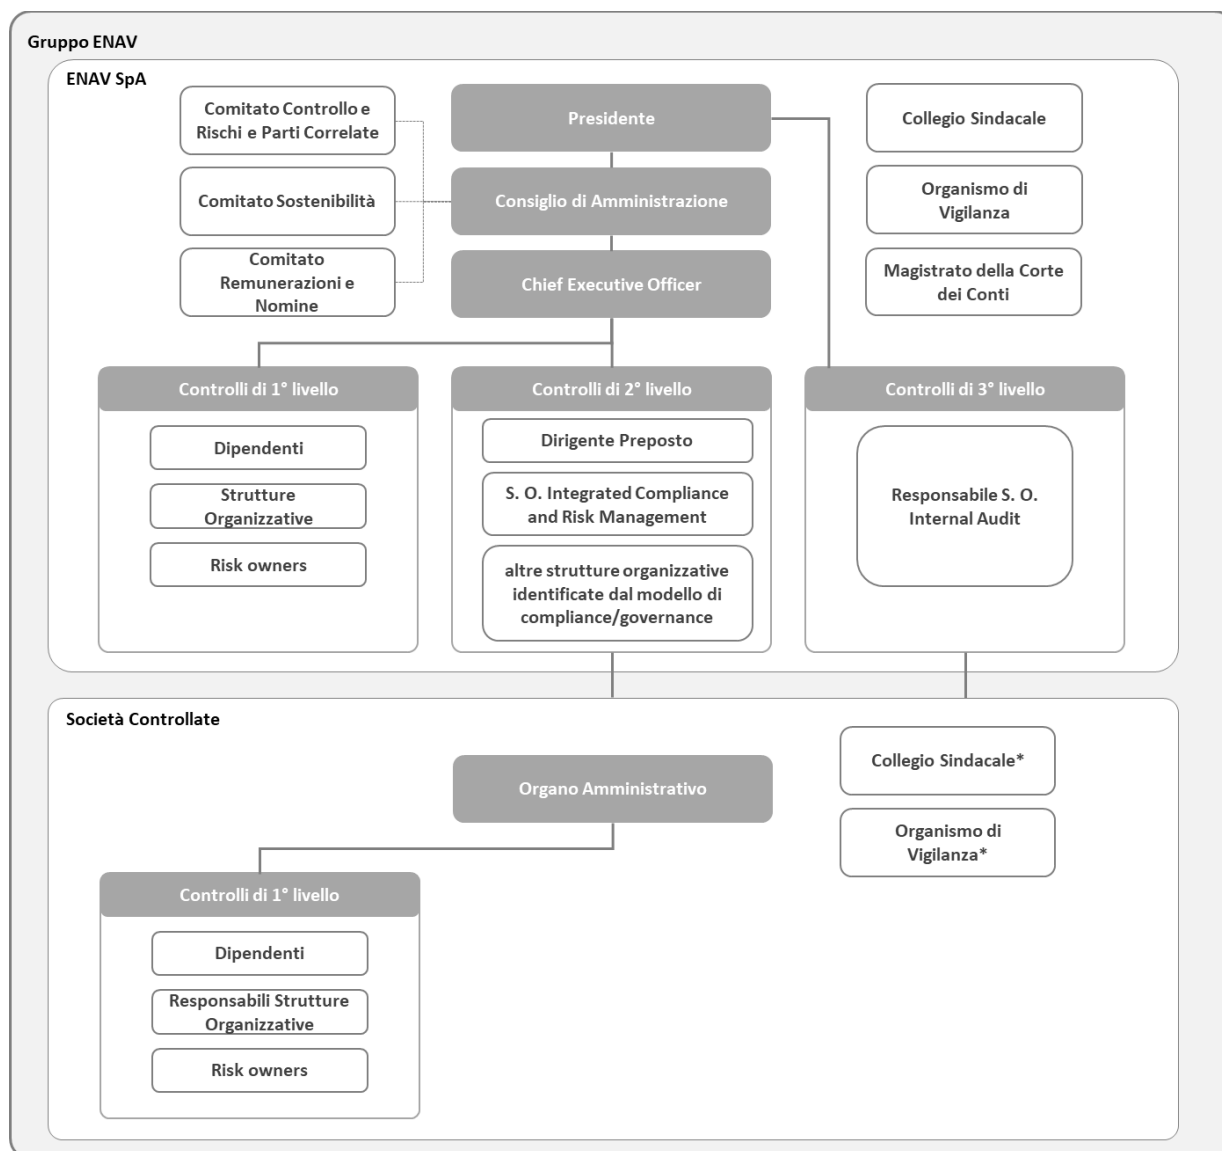 Gruppo ENAV
ENAV SpA
Comitato Controllo e
Rischi e Parti Correlate
Comitato Sostenibilità
Comitato
Remunerazioni e
Nomine
Presidente
Consiglio di Amministrazione
Chief Executive Officer
Collegio Sindacale
Organismo di
Vigilanza
Magistrato della Corte
dei Conti
Controlli di 1° livello
Dipendenti
Strutture
Organizzative
Risk owners
Controlli di 2° livello
Dirigente Preposto
S. O. Integrated Compliance
and Risk Management
altre strutture organizzative
identificate dal modello di
compliance/governance
Controlli di 3° livello
Responsabile S. O.
Internal Audit
Società Controllate
Organo Amministrativo
Collegio Sindacale*
Organismo di
Vigilanza*
Controlli di 1° livello
Dipendenti
Responsabili Strutture
Organizzative
Risk owners